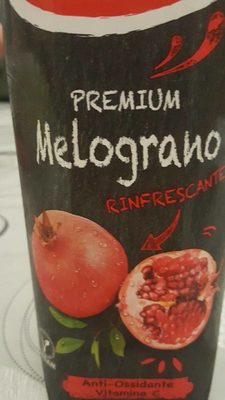 PREMIUM
Melograno
RINFRESCANTE
Anti-Ossidante
Vitamina C